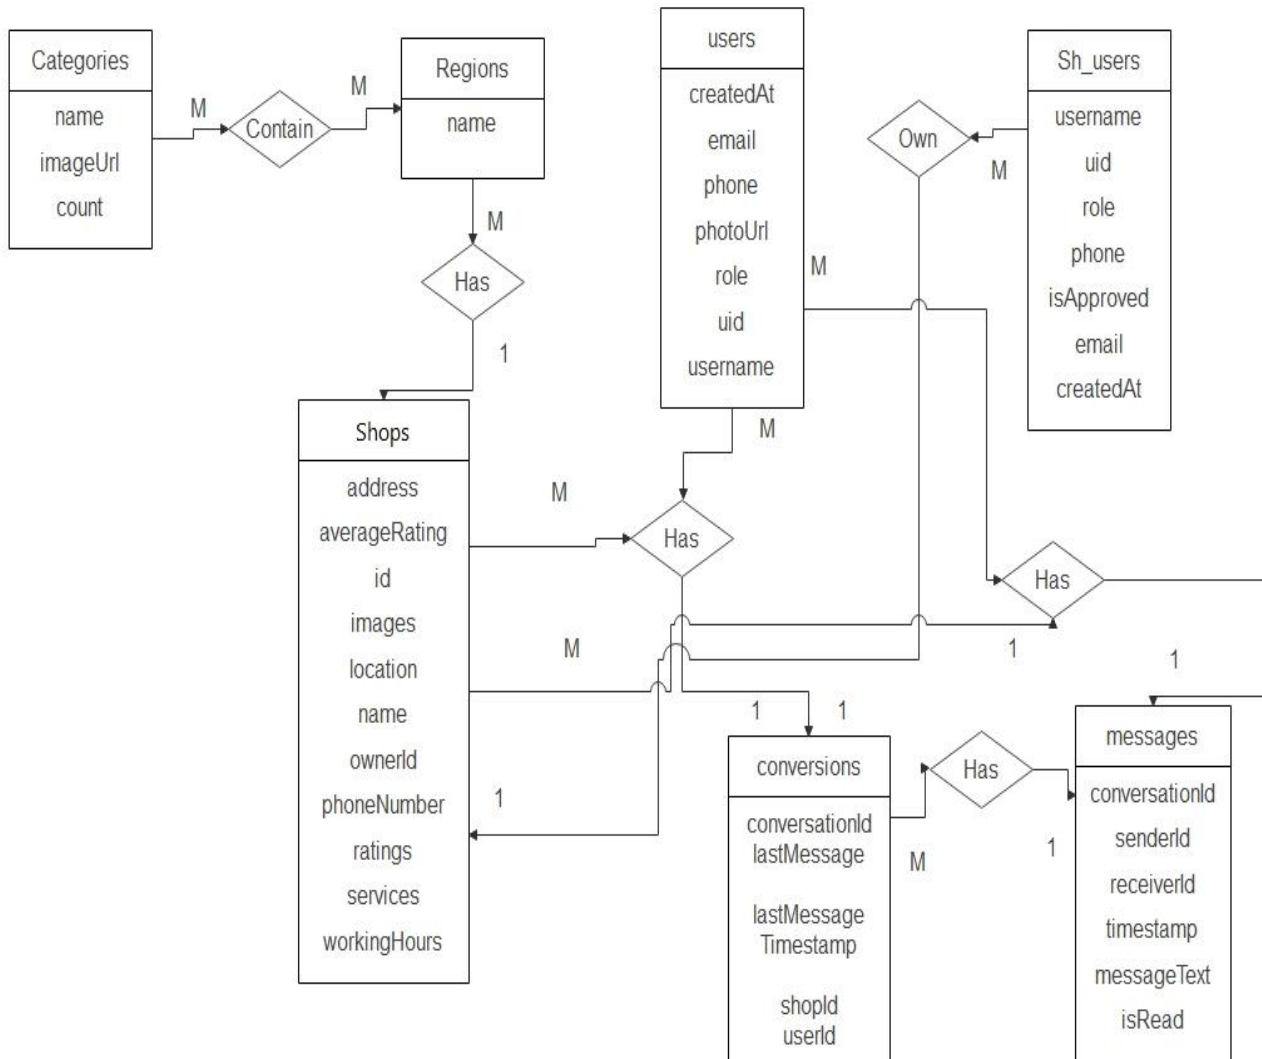 Categories
name
imageUrl
count
M
Contain
M
Regions
name
M
Has
1
users
createdAt
email
phone
photoUrl
role
uid
username
M
M
Own
M
Sh_users
username
uid
role
phone
isApproved
email
createdAt
Shops
address
averageRating
id
images
location
name
ownerId
phoneNumber
ratings
services
workingHours
M
Has
M
1
Has
1
1
1
1
conversions
conversationId
lastMessage
lastMessage
Timestamp
shopId
userId
M
Has
1
messages
conversationId
senderId
receiverId
timestamp
messageText
isRead